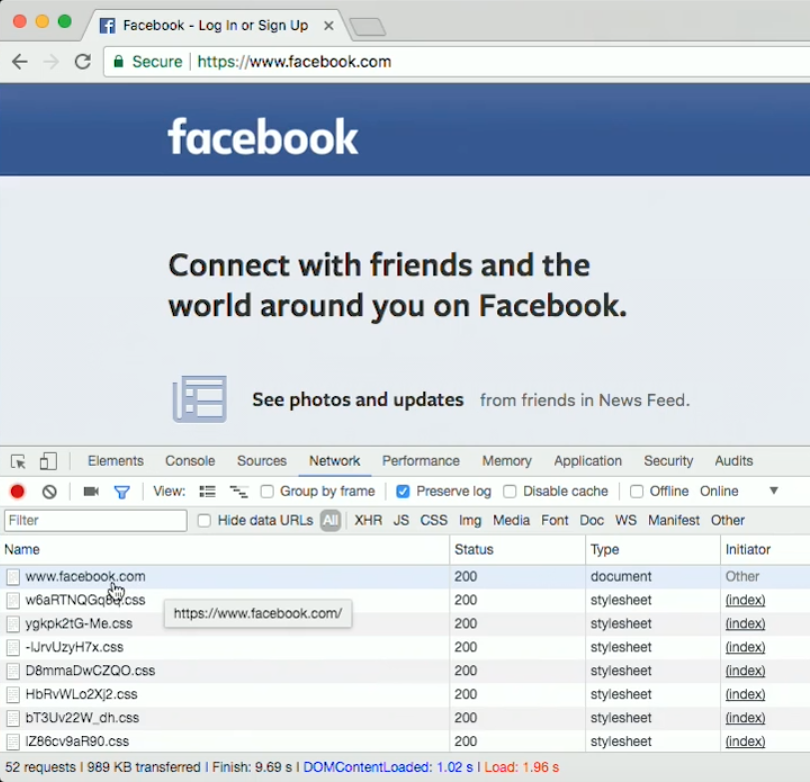 Facebook - Log In or Sign Up
Secure https://www.facebook.com
facebook
Connect with friends and the
world around you on Facebook.
See photos and updates from friends in News Feed.
Elements Console Sources Network Performance Memory Application Security Audits
View: Group by frame Preserve log Disable cache Offline Online
Filter Hide data URLs All XHR JS CSS Img Media Font Doc WS Manifest Other
Name Status Type Initiator
www.facebook.com 200 document Other
w6aRTNQGq8q.css 200 stylesheet (index)
https://www.facebook.com/
ygkpk2tG-Me.css 200 stylesheet (index)
-IJrvUzyH7x.css 200 stylesheet (index)
D8mmaDwCZQO.css 200 stylesheet (index)
HbRvWLo2Xj2.css 200 stylesheet (index)
bT3Uv22W_dh.css 200 stylesheet (index)
IZ86cv9aR90.css 200 stylesheet (index)
52 requests | 989 KB transferred | Finish: 9.69 s | DOMContentLoaded: 1.02 s | Load: 1.96 s